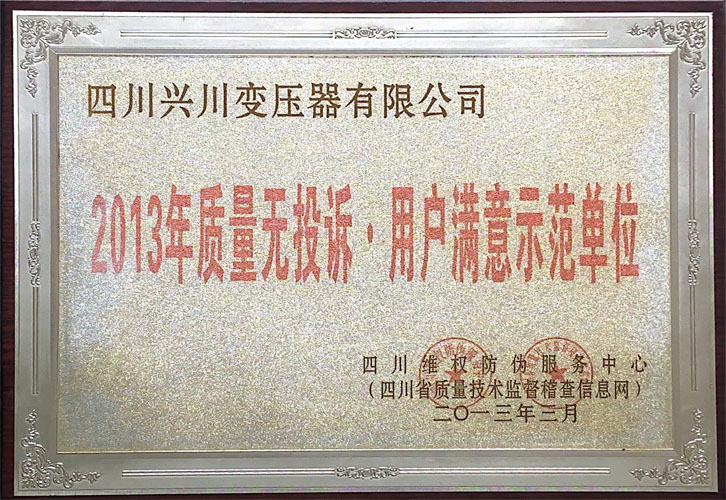 四川兴川变压器有限公司
2013年质量无投诉·用户满意示范单位
四川维权防伪服务中心
（四川省质量技术监督稽查信息网）
二〇一三年三月